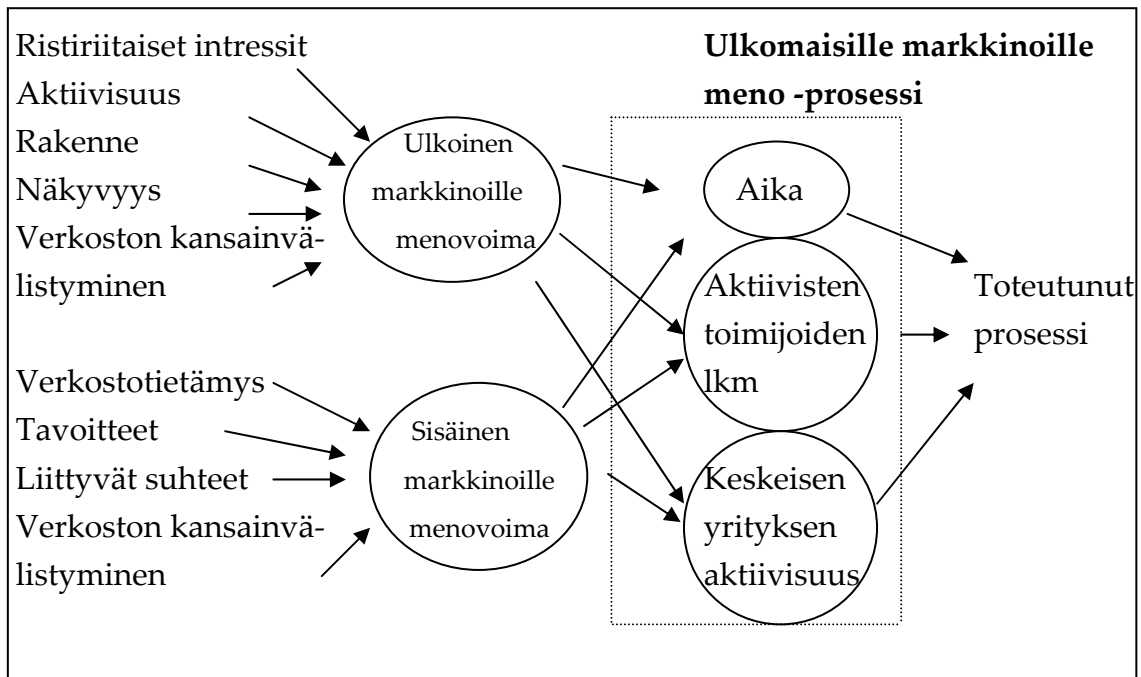 Ristiriitaiset intressit
Aktiivisuus
Rakenne
Näkyvyys
Verkoston kansainvä-
listyminen
Verkostotietämys
Tavoitteet
Liittyvät suhteet
Verkoston kansainvä-
listyminen
Ulkoinen
markkinoille
menovoima
Sisäinen
markkinoille
menovoima
Ulkomaisille markkinoille
meno -prosessi
Aika
Aktiivisten
toimijoiden
lkm
Keskeisen
yrityksen
aktiivisuus
Toteutunut
prosessi